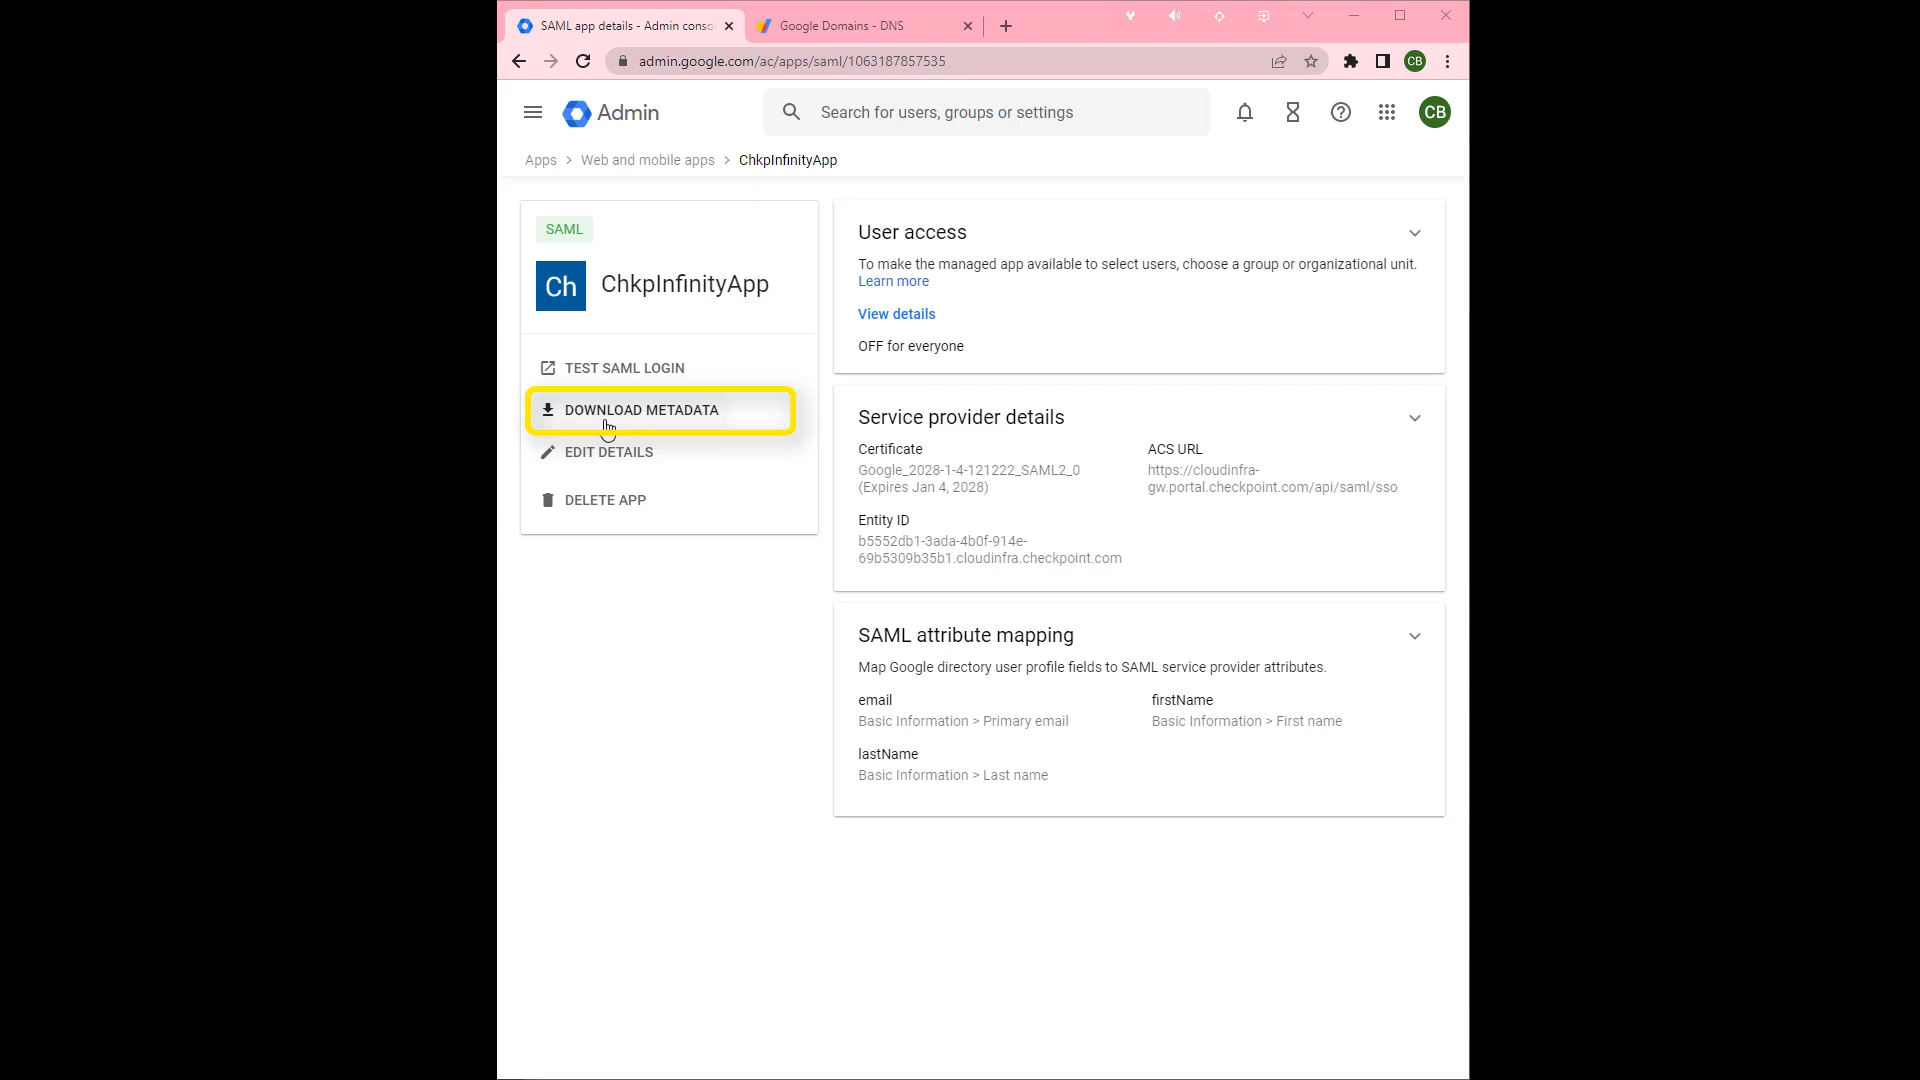 SAML app details - Admin conso
Google Domains - DNS
admin.google.com/ac/apps/saml/1063187857535
CB
Admin
Search for users, groups or settings
CB
Apps > Web and mobile apps > ChkpInfinityApp
SAML
Ch
ChkpInfinityApp
TEST SAML LOGIN
DOWNLOAD METADATA
EDIT DETAILS
DELETE APP
User access
To make the managed app available to select users, choose a group or organizational unit.
Learn more
View details
OFF for everyone
Service provider details
Certificate
Google_2028-1-4-121222_SAML2_0
(Expires Jan 4, 2028)
ACS URL
https://cloudinfra-
gw.portal.checkpoint.com/api/saml/sso
Entity ID
b5552db1-3ada-4b0f-914e-
69b5309b35b1.cloudinfra.checkpoint.com
SAML attribute mapping
Map Google directory user profile fields to SAML service provider attributes.
email
Basic Information > Primary email
firstName
Basic Information > First name
lastName
Basic Information > Last name